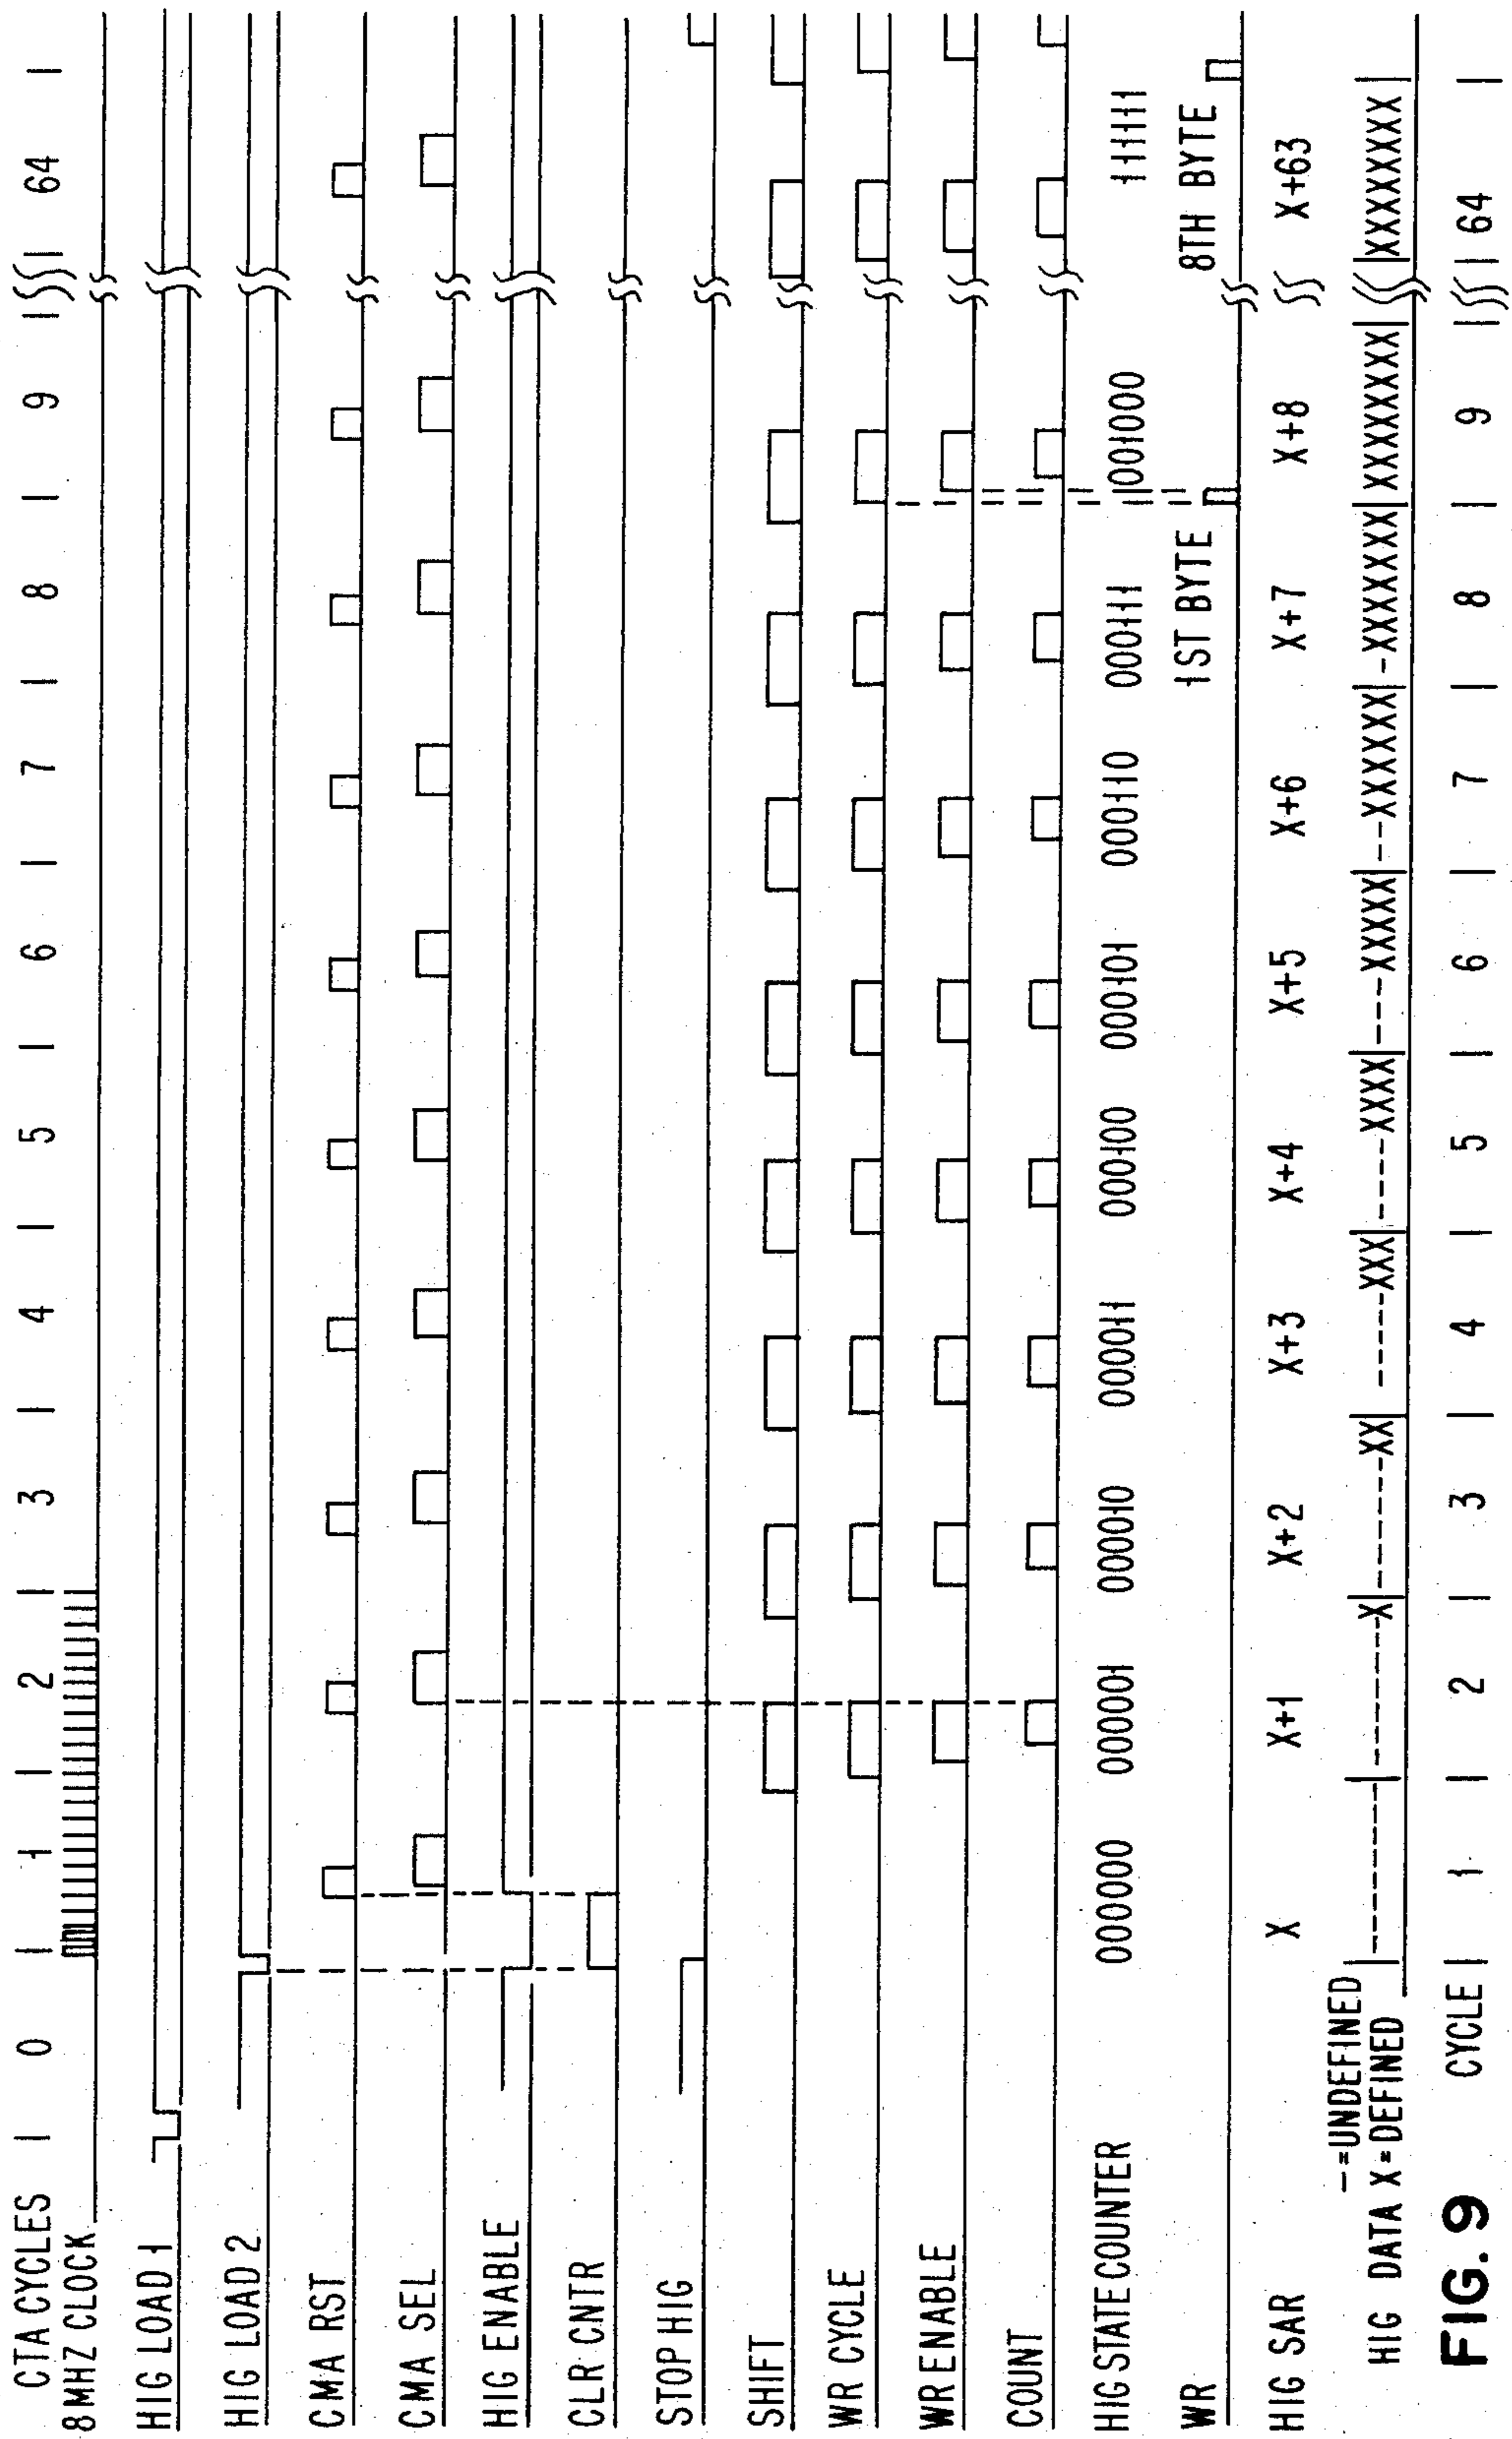 CTA CYCLES | 0 | 1 | 2 | 3 | 4 | 5 | 6 | 7 | 8 | 9 | 64 |
8 MHZ CLOCK
HIG LOAD 1
HIG LOAD 2
CMA RST
CMA SEL
HIG ENABLE
CLR CNTR
STOP HIG
SHIFT
WR CYCLE
WR ENABLE
COUNT
HIG STATE COUNTER 000000 000001 000010 000011 000100 000101 000110 000111 001000 111111
WR 1ST BYTE 8TH BYTE
HIG SAR X X+1 X+2 X+3 X+4 X+5 X+6 X+7 X+8 X+63
- = UNDEFINED
HIG DATA X = DEFINED |--------|-------X|------XX|-----XXX|----XXXX|---XXXXX|--XXXXXX|-XXXXXXX|XXXXXXXX|XXXXXXXX|
FIG. 9 CYCLE | 1 | 2 | 3 | 4 | 5 | 6 | 7 | 8 | 9 | 64 |